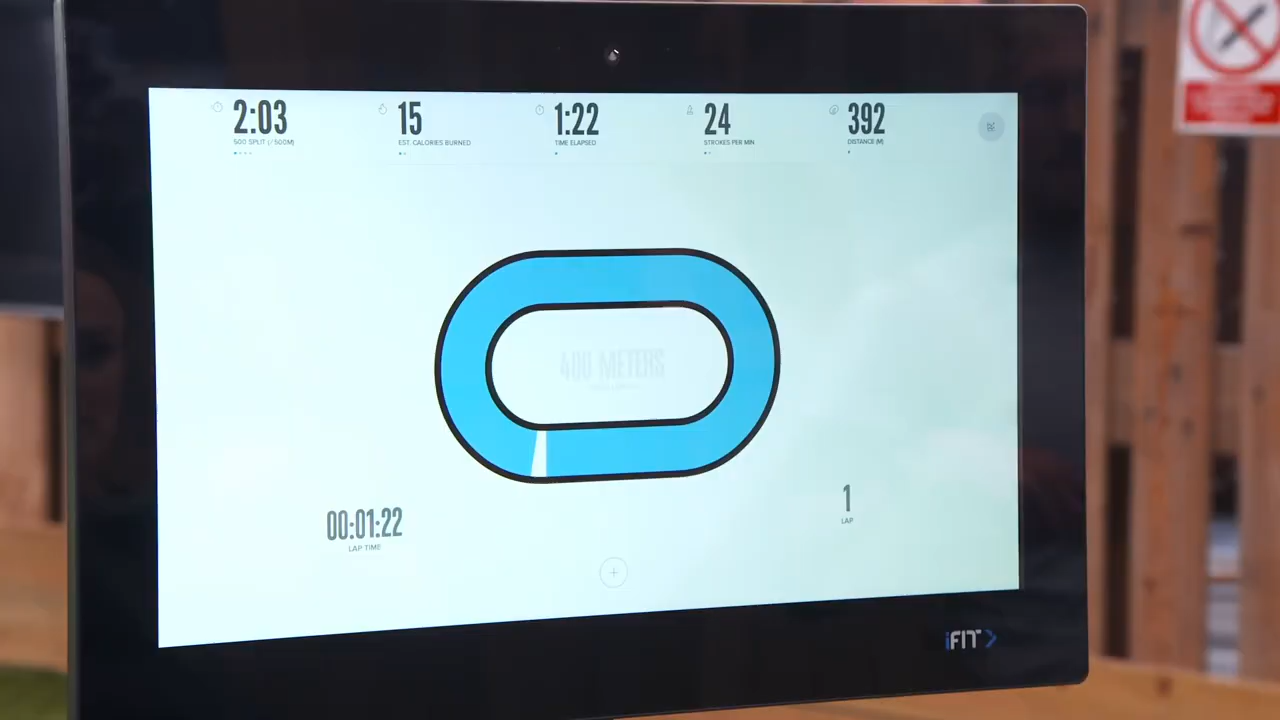 2:03
500 SPLIT (/500M)
15
EST. CALORIES BURNED
1:22
TIME ELAPSED
24
STROKES PER MIN
392
DISTANCE (M)
400 METERS
00:01:22
LAP TIME
1
LAP
+
iFIT